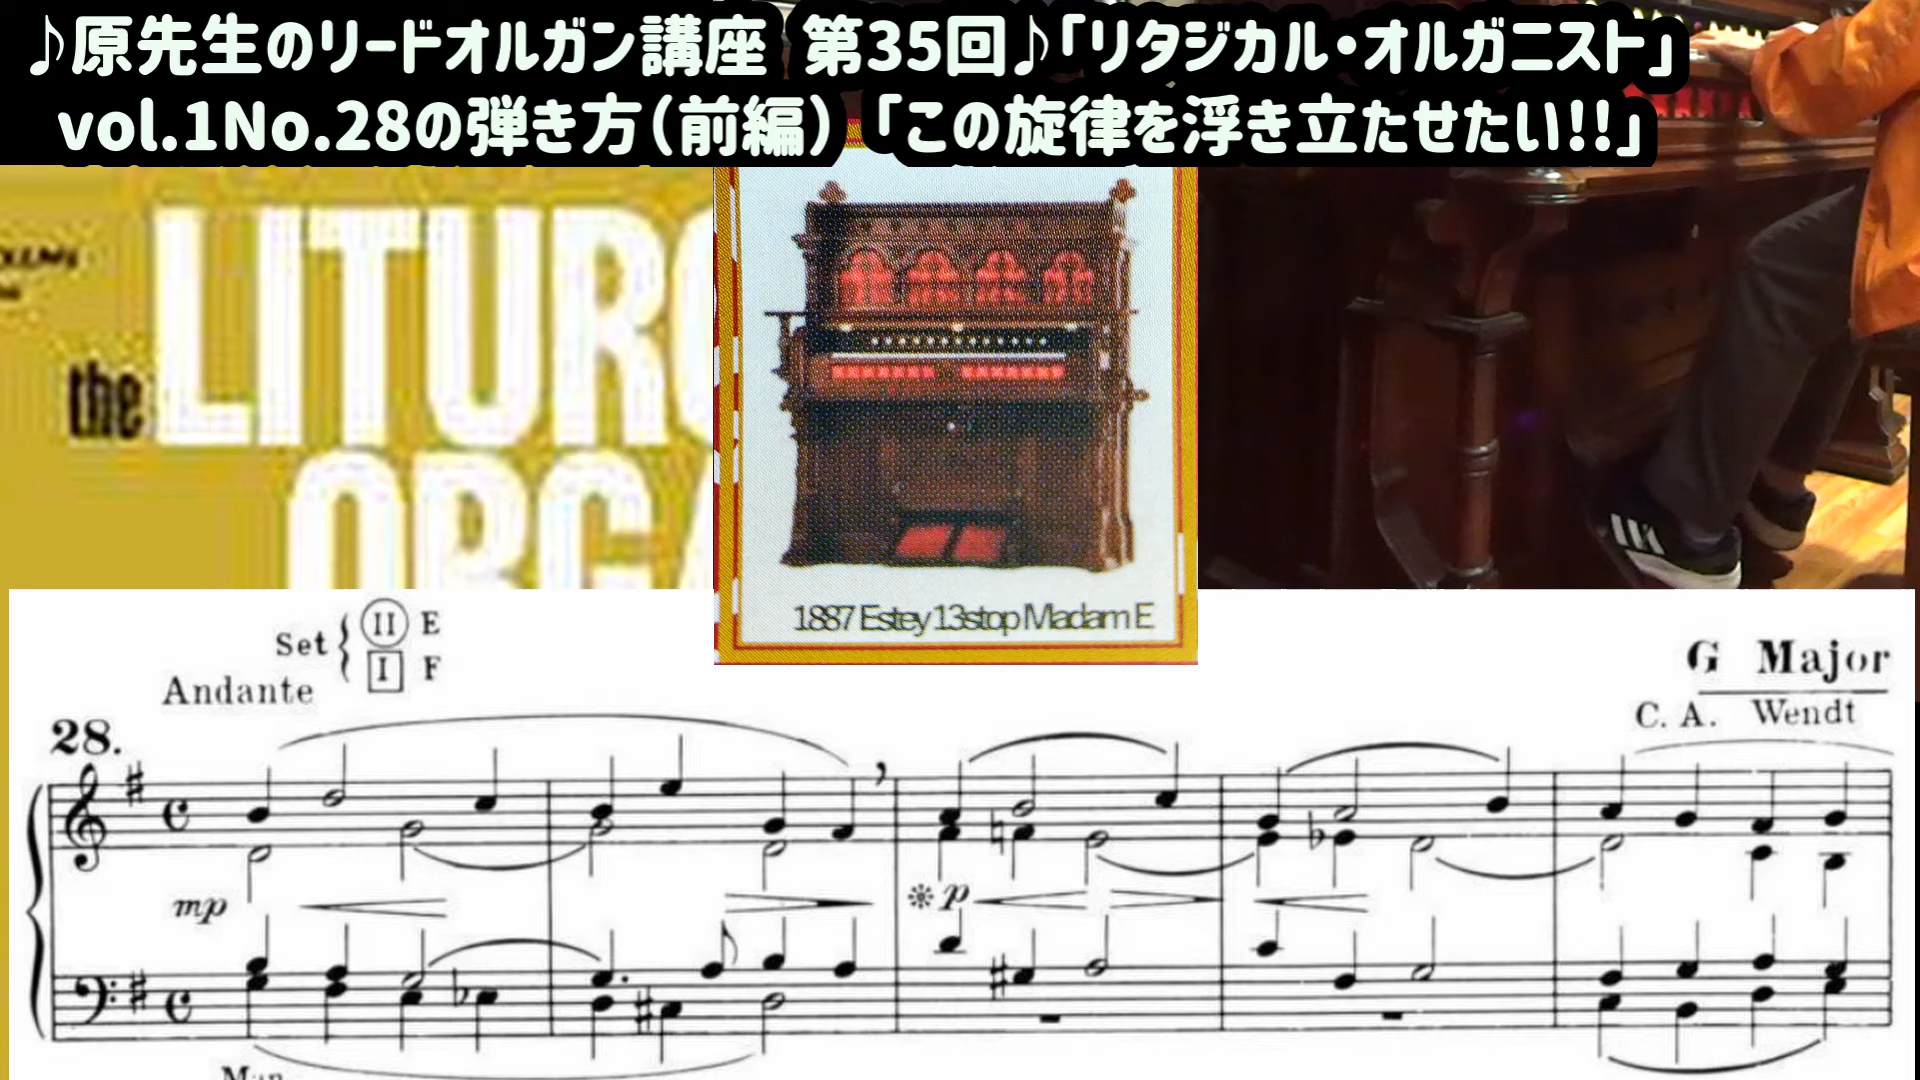 ♪原先生のリードオルガン講座 第35回♪「リタジカル・オルガニスト」
vol.1No.28の弾き方（前編）「この旋律を浮き立たせたい!!」
the LITURG
ORGA
1887 Estey 13stop Madam E
Set { II E
I F
Andante
G Major
C. A. Wendt
28.
mp
p
Man